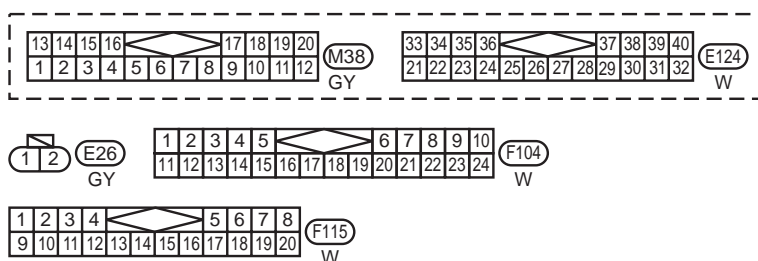 13 14 15 16 17 18 19 20
1 2 3 4 5 6 7 8 9 10 11 12
M38
GY
33 34 35 36 37 38 39 40
21 22 23 24 25 26 27 28 29 30 31 32
E124
W
1 2
E26
GY
1 2 3 4 5 6 7 8 9 10
11 12 13 14 15 16 17 18 19 20 21 22 23 24
F104
W
1 2 3 4 5 6 7 8
9 10 11 12 13 14 15 16 17 18 19 20
F115
W